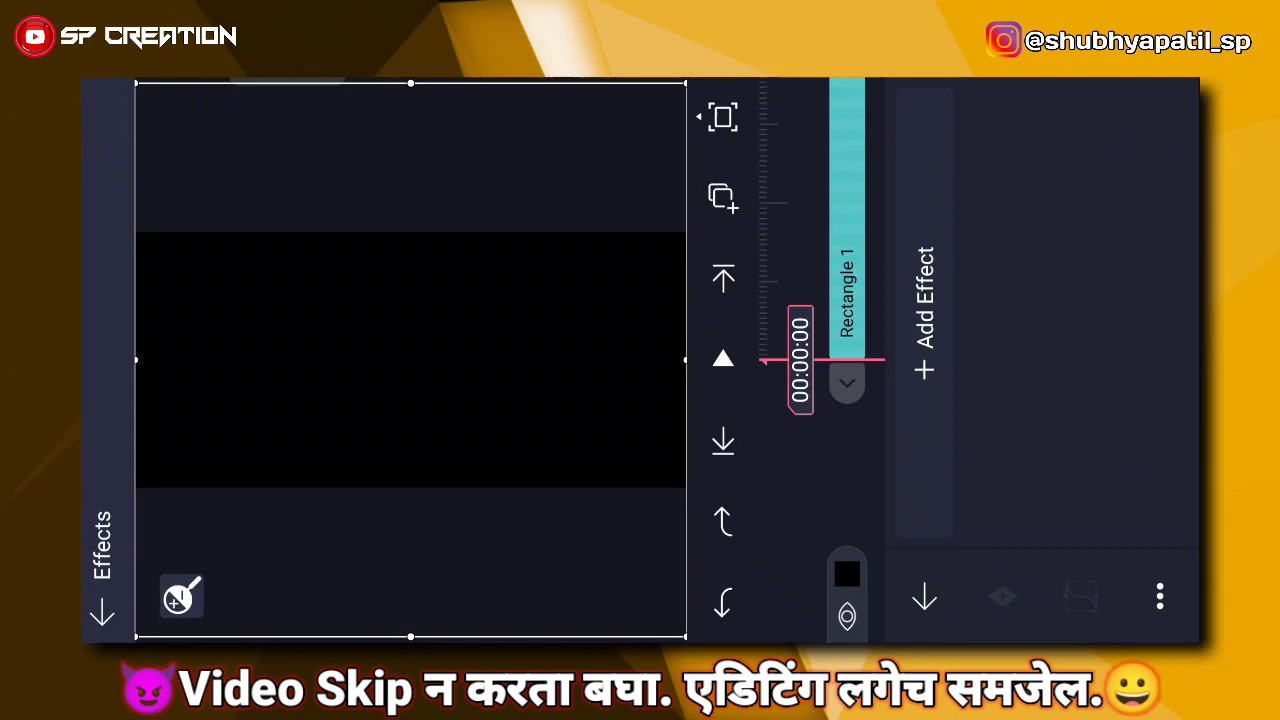 SP CREATION
@shubhyapatil_sp
Effects
00:00:00
Rectangle 1
+ Add Effect
😈Video Skip न करता बघा. एडिटिंग लगेच समजेल.😀